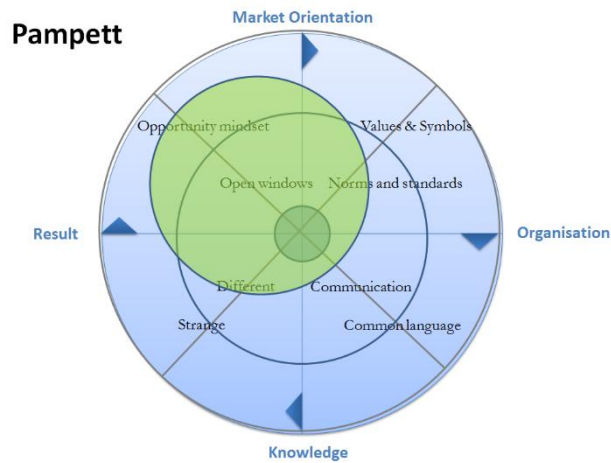 Market Orientation
Pampett
Opportunity mindset
Values & Symbols
Open windows
Norms and standards
Result
Organisation
Different
Communication
Strange
Common language
Knowledge